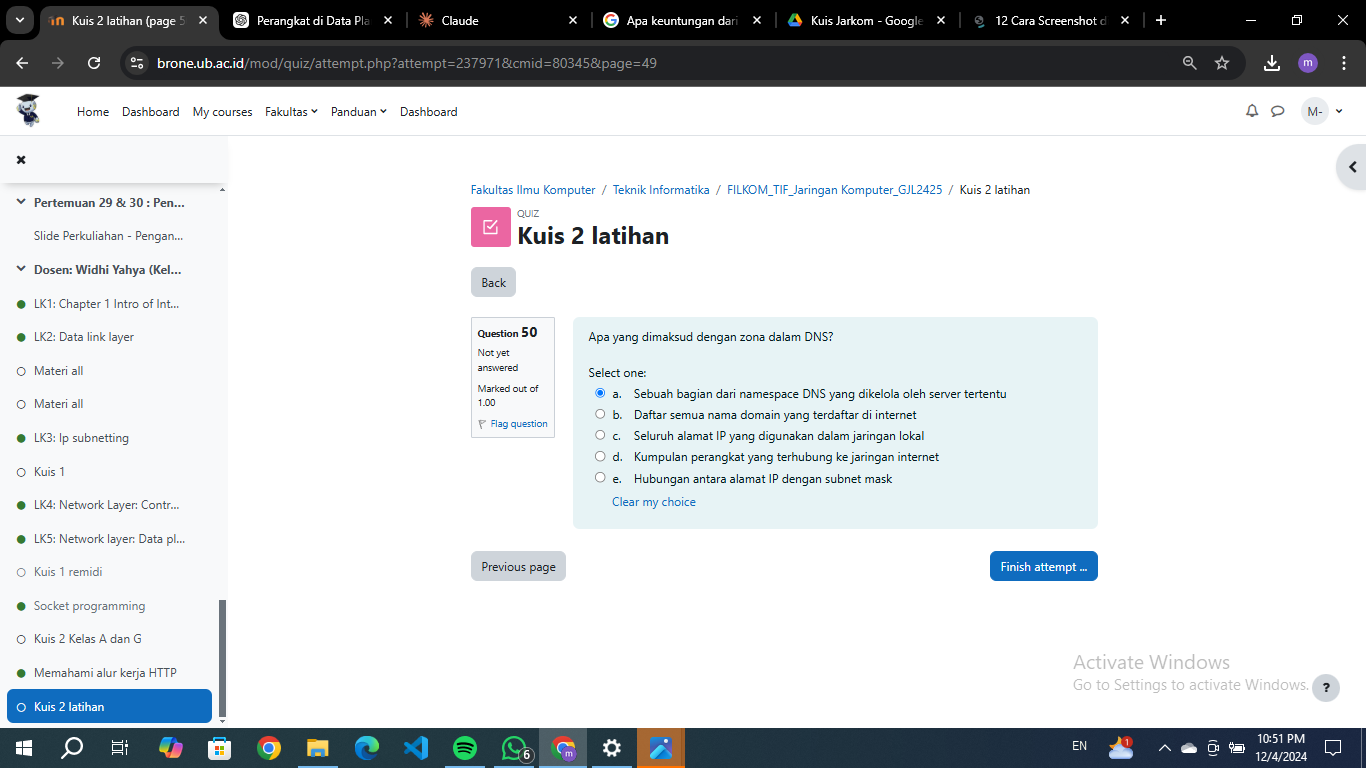 Kuis 2 latihan (page 5
Perangkat di Data Pla
Claude
Apa keuntungan dari
Kuis Jarkom - Google
12 Cara Screenshot d
brone.ub.ac.id/mod/quiz/attempt.php?attempt=237971&cmid=80345&page=49
m
Home Dashboard My courses Fakultas Panduan Dashboard
M-
Pertemuan 29 & 30 : Pen...
Slide Perkuliahan - Pengan...
Dosen: Widhi Yahya (Kel...
LK1: Chapter 1 Intro of Int...
LK2: Data link layer
Materi all
Materi all
LK3: Ip subnetting
Kuis 1
LK4: Network Layer: Contr...
LK5: Network layer: Data pl...
Kuis 1 remidi
Socket programming
Kuis 2 Kelas A dan G
Memahami alur kerja HTTP
Kuis 2 latihan
Fakultas Ilmu Komputer / Teknik Informatika / FILKOM_TIF_Jaringan Komputer_GJL2425 / Kuis 2 latihan
QUIZ
Kuis 2 latihan
Back
Question 50
Not yet
answered
Marked out of
1.00
Flag question
Apa yang dimaksud dengan zona dalam DNS?
Select one:
a. Sebuah bagian dari namespace DNS yang dikelola oleh server tertentu
b. Daftar semua nama domain yang terdaftar di internet
c. Seluruh alamat IP yang digunakan dalam jaringan lokal
d. Kumpulan perangkat yang terhubung ke jaringan internet
e. Hubungan antara alamat IP dengan subnet mask
Clear my choice
Previous page
Finish attempt ...
Activate Windows
Go to Settings to activate Windows.
?
6
m
EN
1
10:51 PM
12/4/2024